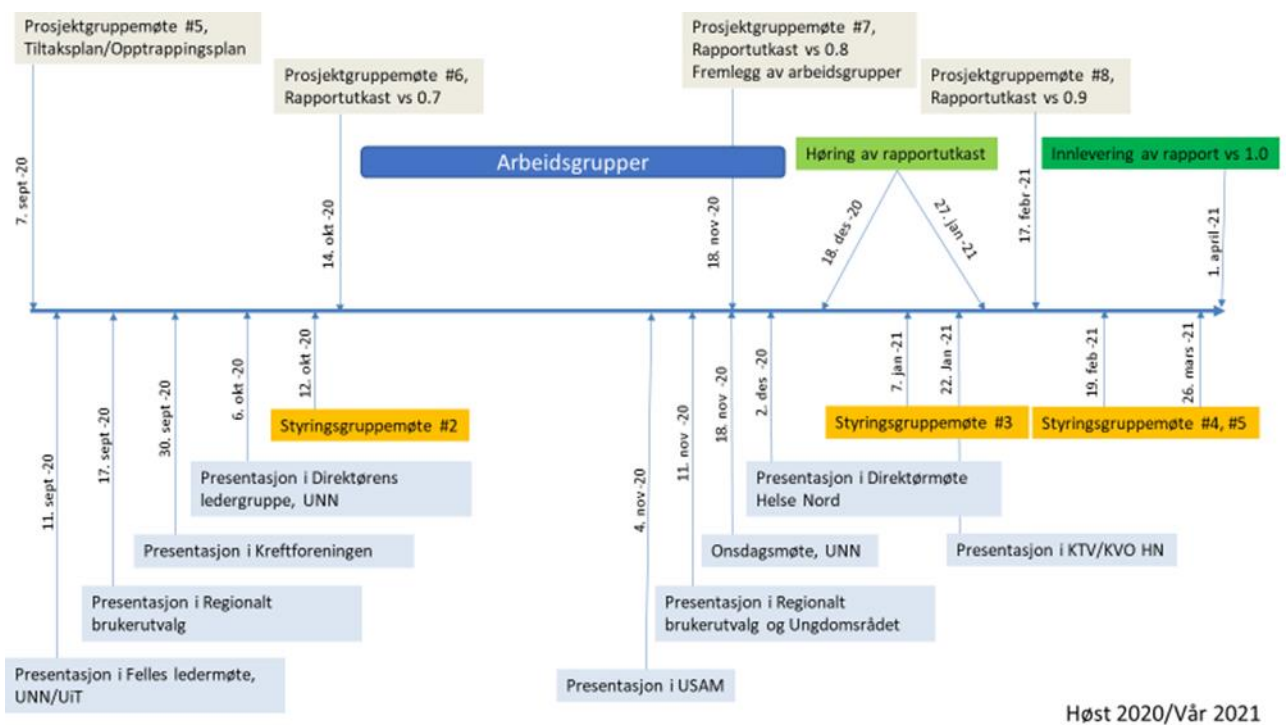 Prosjektgruppemøte #5,
Tiltaksplan/Opptrappingsplan
Prosjektgruppemøte #6,
Rapportutkast vs 0.7
Prosjektgruppemøte #7,
Rapportutkast vs 0.8
Fremlegg av arbeidsgrupper
Prosjektgruppemøte #8,
Rapportutkast vs 0.9
Arbeidsgrupper
Høring av rapportutkast
Innlevering av rapport vs 1.0
7. sept -20
14. okt -20
18. nov -20
18. des -20
27. jan -21
17. febr -21
1. april -21
11. sept -20
17. sept -20
30. sept -20
6. okt -20
12. okt -20
4. nov -20
11. nov -20
18. nov -20
2. des -20
7. jan -21
22. Jan -21
19. feb -21
26. mars -21
Styringsgruppemøte #2
Styringsgruppemøte #3
Styringsgruppemøte #4, #5
Presentasjon i Direktørens
ledergruppe, UNN
Presentasjon i Direktørmøte
Helse Nord
Presentasjon i Kreftforeningen
Onsdagsmøte, UNN
Presentasjon i KTV/KVO HN
Presentasjon i Regionalt
brukerutvalg
Presentasjon i Regionalt
brukerutvalg og Ungdomsrådet
Presentasjon i Felles ledermøte,
UNN/UiT
Presentasjon i USAM
Høst 2020/Vår 2021